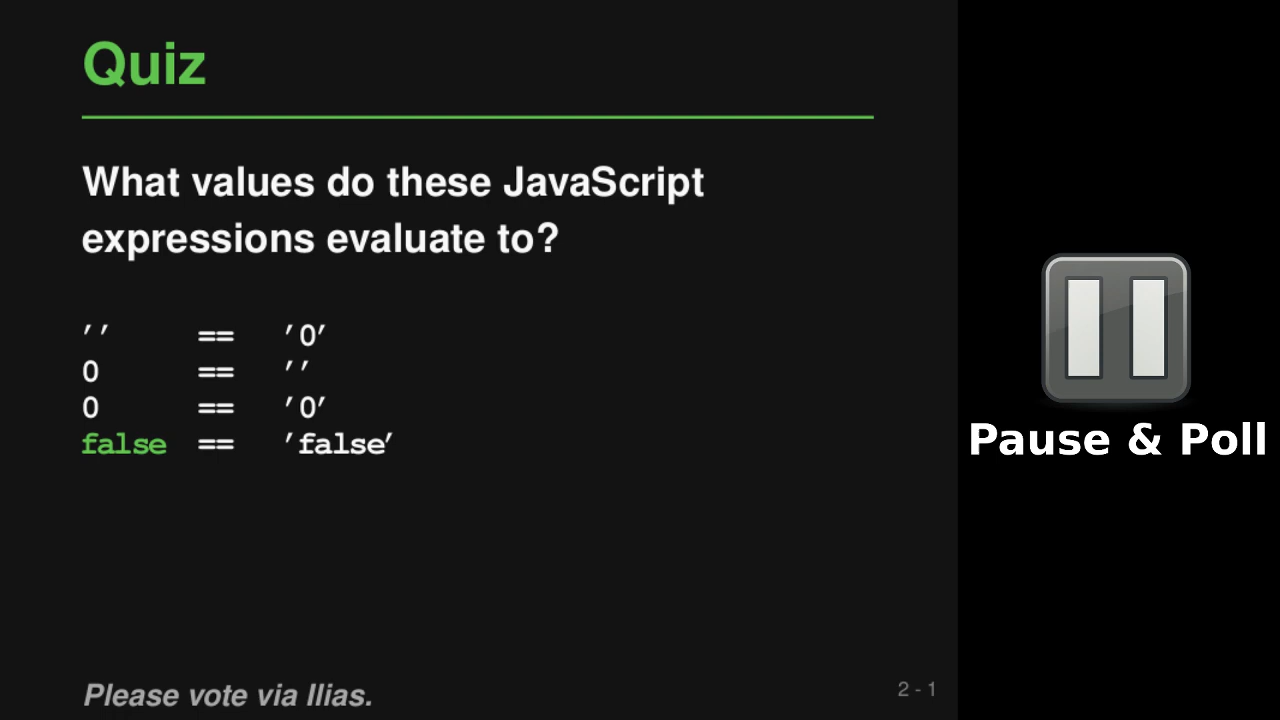 Quiz
What values do these JavaScript
expressions evaluate to?
’’ == ’0’
0 == ’’
0 == ’0’
false == ’false’
Pause & Poll
Please vote via Ilias.
2 - 1